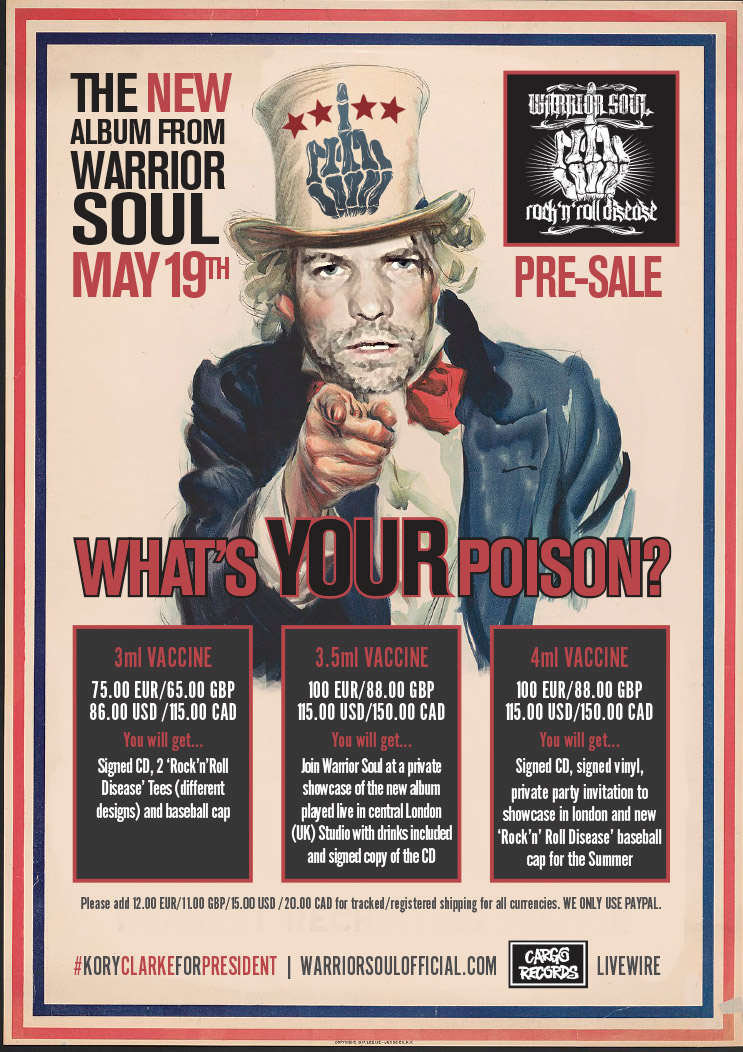 THE NEW
ALBUM FROM
WARRIOR
SOUL
MAY 19TH
WARRIOR SOUL
rock'n'roll disease
PRE-SALE
WHAT'S YOUR POISON?
3ml VACCINE
75.00 EUR/65.00 GBP
86.00 USD /115.00 CAD
You will get...
Signed CD, 2 'Rock'n'Roll
Disease' Tees (different
designs) and baseball cap
3.5ml VACCINE
100 EUR/88.00 GBP
115.00 USD/150.00 CAD
You will get...
Join Warrior Soul at a private
showcase of the new album
played live in central London
(UK) Studio with drinks included
and signed copy of the CD
4ml VACCINE
100 EUR/88.00 GBP
115.00 USD/150.00 CAD
You will get...
Signed CD, signed vinyl,
private party invitation to
showcase in london and new
'Rock'n' Roll Disease' baseball
cap for the Summer
Please add 12.00 EUR/11.00 GBP/15.00 USD /20.00 CAD for tracked/registered shipping for all currencies. WE ONLY USE PAYPAL.
#KORYCLARKEFORPRESIDENT | WARRIORSOULOFFICIAL.COM
CARGO
RECORDS
LIVEWIRE